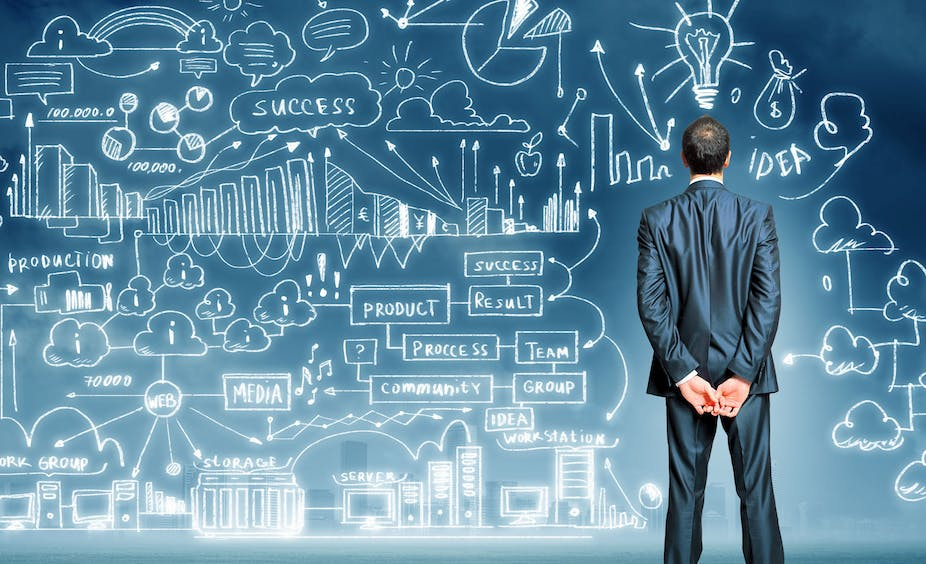 100.000.0
SUCCESS
100.000.
IDEA
$
€
¥
PRODUCTION
SUCCESS
PRODUCT
RESULT
?
PROCCESS
TEAM
70000
MEDIA
COMMUNITY
GROUP
WEB
IDEA
WORKSTATION
ORK GROUP
STORAGE
SERVER